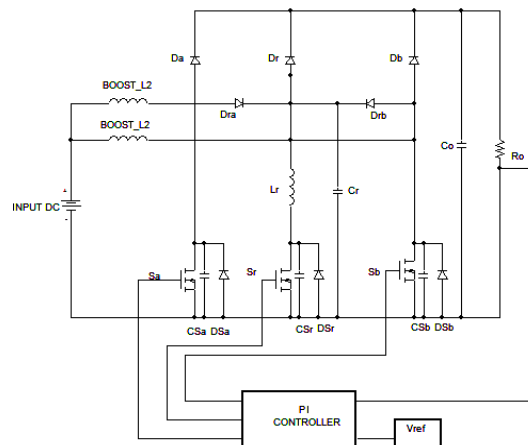 Da
Dr
Db
BOOST_L2
Dra
Drb
BOOST_L2
Co
Ro
Lr
Cr
+
INPUT DC
-
Sa
Sr
Sb
CSa DSa
CSr DSr
CSb DSb
PI
CONTROLLER
Vref